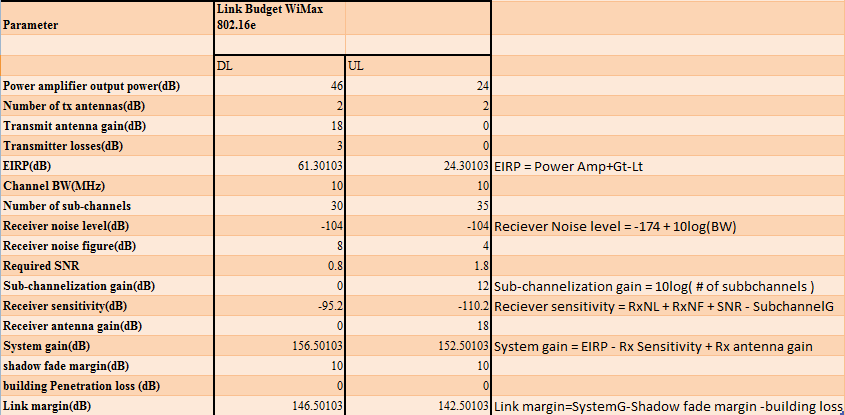 Parameter Link Budget WiMax 802.16e
DL UL
Power amplifier output power(dB) 46 24
Number of tx antennas(dB) 2 2
Transmit antenna gain(dB) 18 0
Transmitter losses(dB) 3 0
EIRP(dB) 61.30103 24.30103 EIRP = Power Amp+Gt-Lt
Channel BW(MHz) 10 10
Number of sub-channels 30 35
Receiver noise level(dB) -104 -104 Reciever Noise level = -174 + 10log(BW)
Receiver noise figure(dB) 8 4
Required SNR 0.8 1.8
Sub-channelization gain(dB) 0 12 Sub-channelization gain = 10log( # of subbchannels )
Receiver sensitivity(dB) -95.2 -110.2 Reciever sensitivity = RxNL + RxNF + SNR - SubchannelG
Receiver antenna gain(dB) 0 18
System gain(dB) 156.50103 152.50103 System gain = EIRP - Rx Sensitivity + Rx antenna gain
shadow fade margin(dB) 10 10
building Penetration loss (dB) 0 0
Link margin(dB) 146.50103 142.50103 Link margin=SystemG-Shadow fade margin -building loss